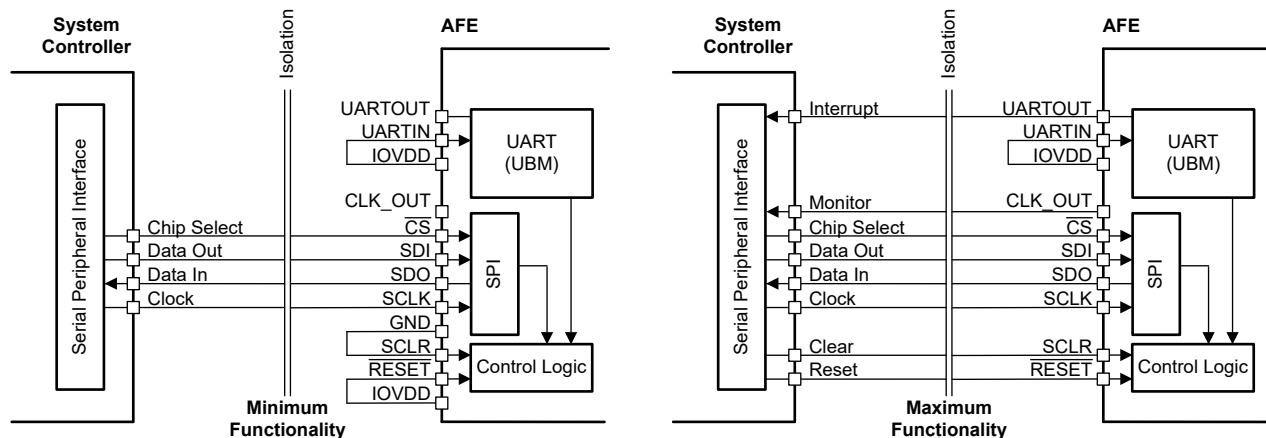 System
Controller
Isolation
AFE
Serial Peripheral Interface
UARTOUT
UARTIN
IOVDD
UART
(UBM)
CLK_OUT
Chip Select
CS
Data Out
SDI
Data In
SDO
Clock
SCLK
SPI
GND
SCLR
RESET
IOVDD
Control Logic
Minimum
Functionality
System
Controller
Isolation
AFE
Serial Peripheral Interface
Interrupt
UARTOUT
UARTIN
IOVDD
UART
(UBM)
Monitor
CLK_OUT
Chip Select
CS
Data Out
SDI
Data In
SDO
Clock
SCLK
SPI
Clear
SCLR
Reset
RESET
Control Logic
Maximum
Functionality